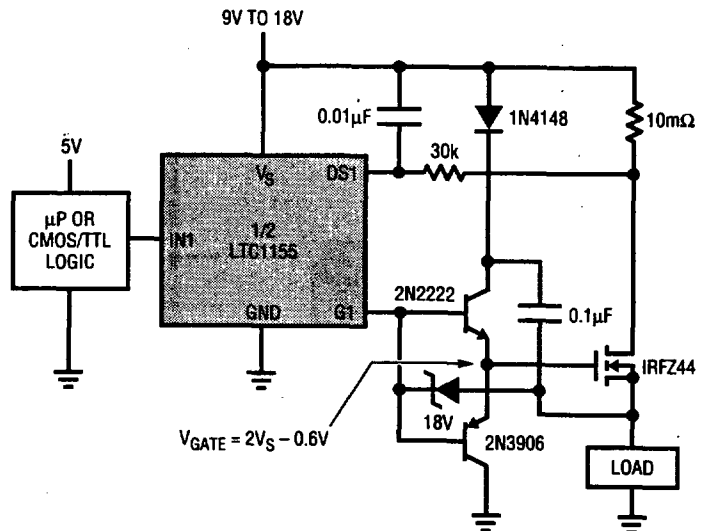 9V TO 18V
0.01µF
1N4148
10mΩ
5V
30k
VS
DS1
µP OR
CMOS/TTL
LOGIC
IN1
1/2
LTC1155
GND
G1
2N2222
0.1µF
IRFZ44
18V
VGATE = 2VS – 0.6V
2N3906
LOAD